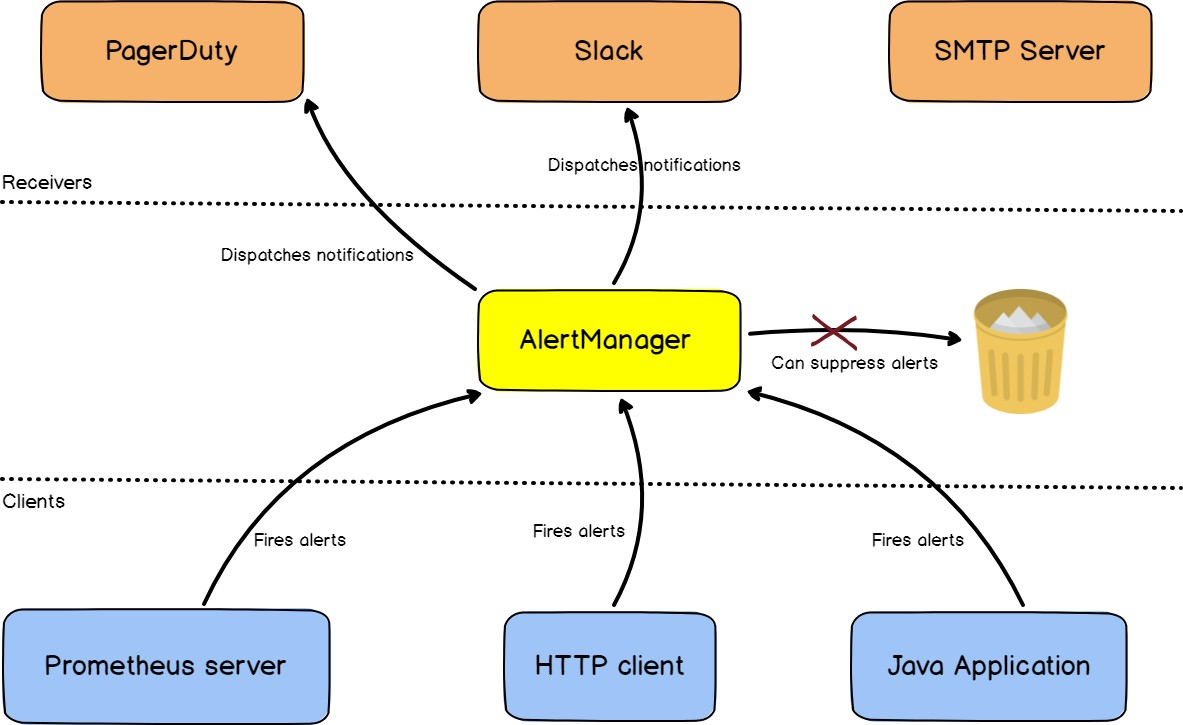 PagerDuty
Slack
SMTP Server
Dispatches notifications
Receivers
Dispatches notifications
AlertManager
Can suppress alerts
Clients
Fires alerts
Fires alerts
Fires alerts
Prometheus server
HTTP client
Java Application